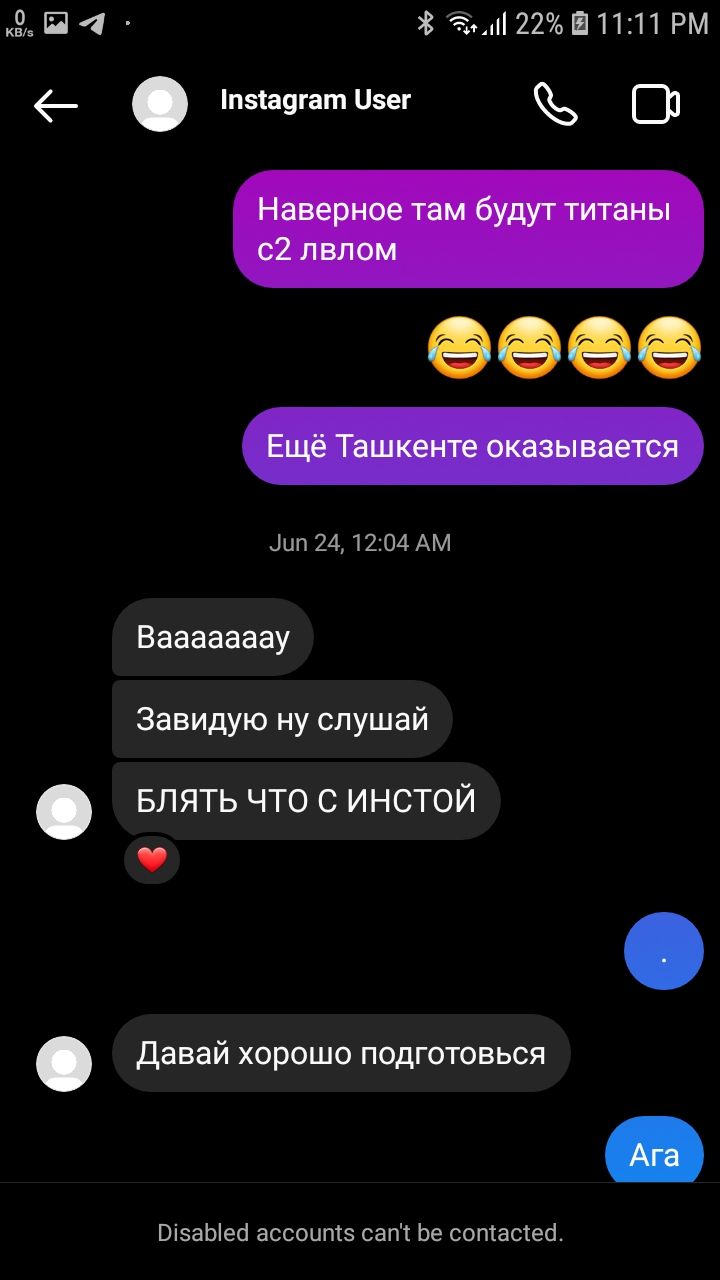 0
KB/s
22%
11:11 PM
Instagram User
Наверное там будут титаны
с2 лвлом
😂😂😂😂
Ещё Ташкенте оказывается
Jun 24, 12:04 AM
Вааааааау
Завидую ну слушай
БЛЯТЬ ЧТО С ИНСТОЙ
❤️
.
Давай хорошо подготовься
Ага
Disabled accounts can't be contacted.